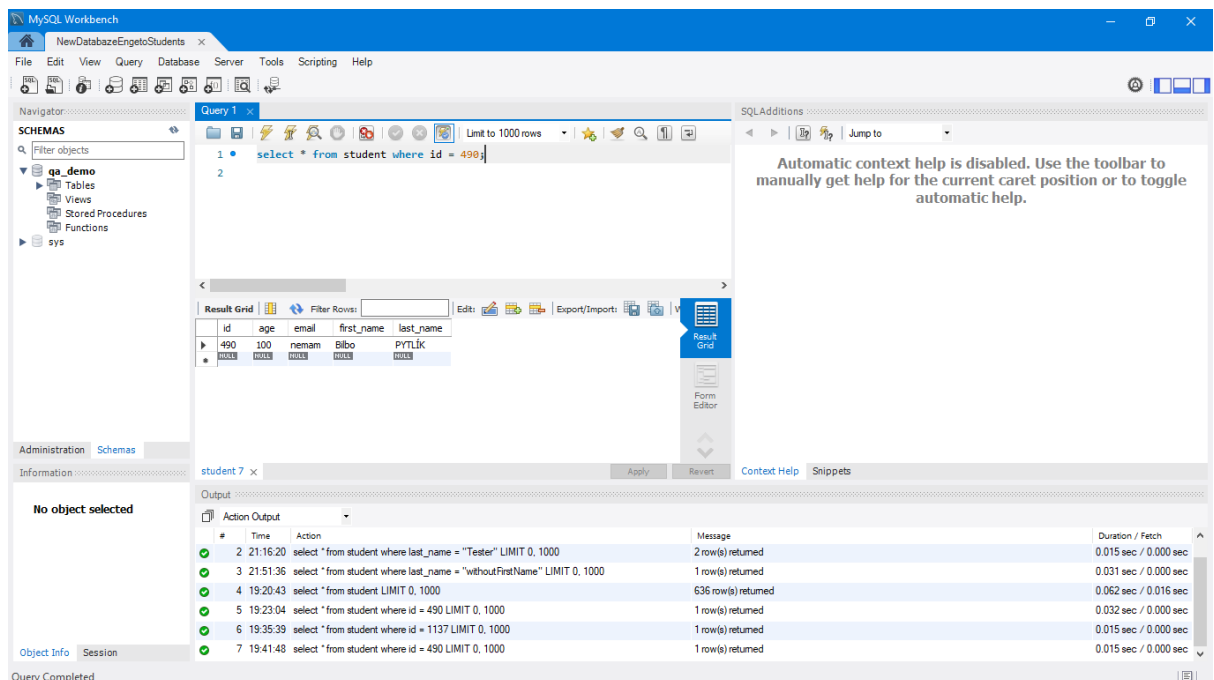 MySQL Workbench
NewDatabazeEngetoStudents
File Edit View Query Database Server Tools Scripting Help
Navigator
SCHEMAS
Filter objects
qa_demo
Tables
Views
Stored Procedures
Functions
sys
Administration Schemas
Information
No object selected
Object Info Session
Query 1
Limit to 1000 rows
1 select * from student where id = 490;
2
Result Grid Filter Rows: Edit: Export/Import:
id age email first_name last_name
490 100 nemam Bilbo PYTLÍK
NULL NULL NULL NULL NULL
Result Grid
Form Editor
student 7 Apply Revert
SQLAdditions
Jump to
Automatic context help is disabled. Use the toolbar to
manually get help for the current caret position or to toggle
automatic help.
Context Help Snippets
Output
Action Output
# Time Action Message Duration / Fetch
2 21:16:20 select * from student where last_name = "Tester" LIMIT 0, 1000 2 row(s) returned 0.015 sec / 0.000 sec
3 21:51:36 select * from student where last_name = "withoutFirstName" LIMIT 0, 1000 1 row(s) returned 0.031 sec / 0.000 sec
4 19:20:43 select * from student LIMIT 0, 1000 636 row(s) returned 0.062 sec / 0.016 sec
5 19:23:04 select * from student where id = 490 LIMIT 0, 1000 1 row(s) returned 0.032 sec / 0.000 sec
6 19:35:39 select * from student where id = 1137 LIMIT 0, 1000 1 row(s) returned 0.015 sec / 0.000 sec
7 19:41:48 select * from student where id = 490 LIMIT 0, 1000 1 row(s) returned 0.015 sec / 0.000 sec
Query Completed